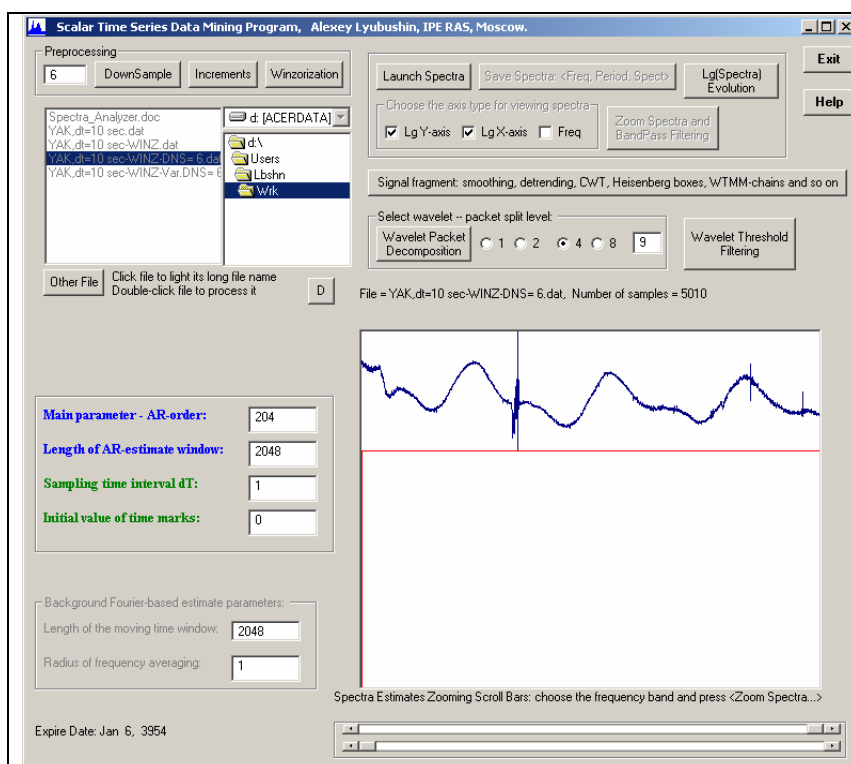 Scalar Time Series Data Mining Program, Alexey Lyubushin, IPE RAS, Moscow.
Preprocessing
6
DownSample
Increments
Winzorization
Launch Spectra
Save Spectra: <Freq, Period, Spect>
Lg(Spectra)
Evolution
Exit
Help
Choose the axis type for viewing spectra
Lg Y-axis
Lg X-axis
Freq
Zoom Spectra and
BandPass Filtering
Spectra_Analyzer.doc
YAK,dt=10 sec.dat
YAK,dt=10 sec-WINZ.dat
YAK,dt=10 sec-WINZ-DNS= 6.dat
YAK,dt=10 sec-WINZ-Var.DNS= 6
d: [ACERDATA]
d:\
Users
Lbshn
Wrk
Signal fragment: smoothing, detrending, CWT, Heisenberg boxes, WTMM-chains and so on
Select wavelet -- packet split level:
Wavelet Packet
Decomposition
1
2
4
8
9
Wavelet Threshold
Filtering
Other File
Click file to light its long file name
Double-click file to process it
D
File = YAK,dt=10 sec-WINZ-DNS= 6.dat, Number of samples = 5010
Main parameter - AR-order:
204
Length of AR-estimate window:
2048
Sampling time interval dT:
1
Initial value of time marks:
0
Background Fourier-based estimate parameters:
Length of the moving time window:
2048
Radius of frequency averaging:
1
Spectra Estimates Zooming Scroll Bars: choose the frequency band and press <Zoom Spectra...>
Expire Date: Jan 6, 3954